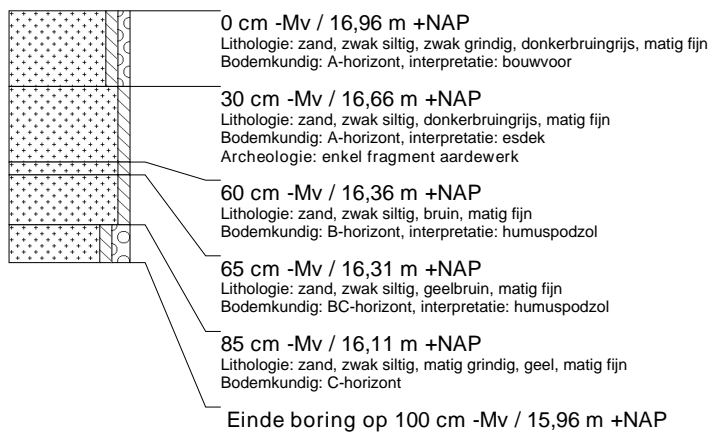 0 cm -Mv / 16,96 m +NAP
Lithologie: zand, zwak siltig, zwak grindig, donkerbruingrijs, matig fijn
Bodemkundig: A-horizont, interpretatie: bouwvoor
30 cm -Mv / 16,66 m +NAP
Lithologie: zand, zwak siltig, donkerbruingrijs, matig fijn
Bodemkundig: A-horizont, interpretatie: esdek
Archeologie: enkel fragment aardewerk
60 cm -Mv / 16,36 m +NAP
Lithologie: zand, zwak siltig, bruin, matig fijn
Bodemkundig: B-horizont, interpretatie: humuspodzol
65 cm -Mv / 16,31 m +NAP
Lithologie: zand, zwak siltig, geelbruin, matig fijn
Bodemkundig: BC-horizont, interpretatie: humuspodzol
85 cm -Mv / 16,11 m +NAP
Lithologie: zand, zwak siltig, matig grindig, geel, matig fijn
Bodemkundig: C-horizont
Einde boring op 100 cm -Mv / 15,96 m +NAP